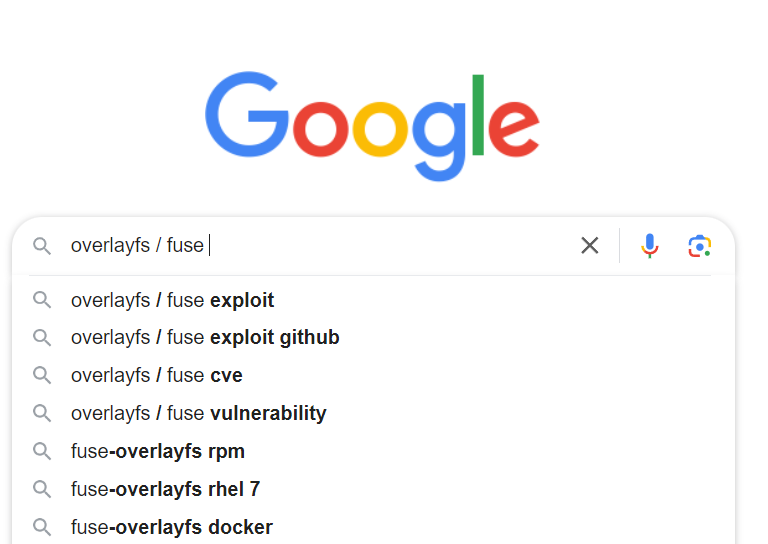 Google
overlayfs / fuse
overlayfs / fuse exploit
overlayfs / fuse exploit github
overlayfs / fuse cve
overlayfs / fuse vulnerability
fuse-overlayfs rpm
fuse-overlayfs rhel 7
fuse-overlayfs docker